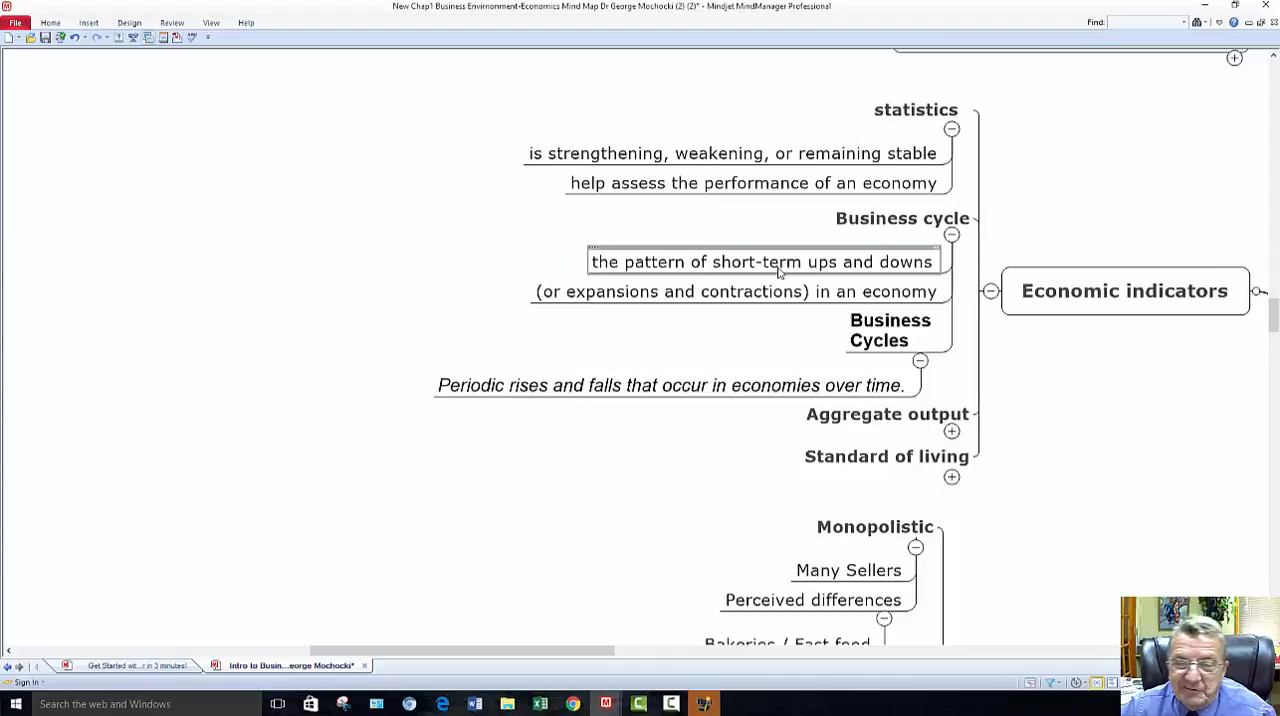 New Chap1 Business Envirornment-Economics Mind Map Dr George Mochocki (2) (2)* - Mindjet MindManager Professional
File Home Insert Design Review View Help Find:
statistics
is strengthening, weakening, or remaining stable
help assess the performance of an economy
Business cycle
the pattern of short-term ups and downs
(or expansions and contractions) in an economy
Economic indicators
Business
Cycles
Periodic rises and falls that occur in economies over time.
Aggregate output
Standard of living
Monopolistic
Many Sellers
Perceived differences
Bakeries / Fast feed
Get Started wit...r in 3 minutes! Intro to Busin...eorge Mochocki*
Sign In
Search the web and Windows